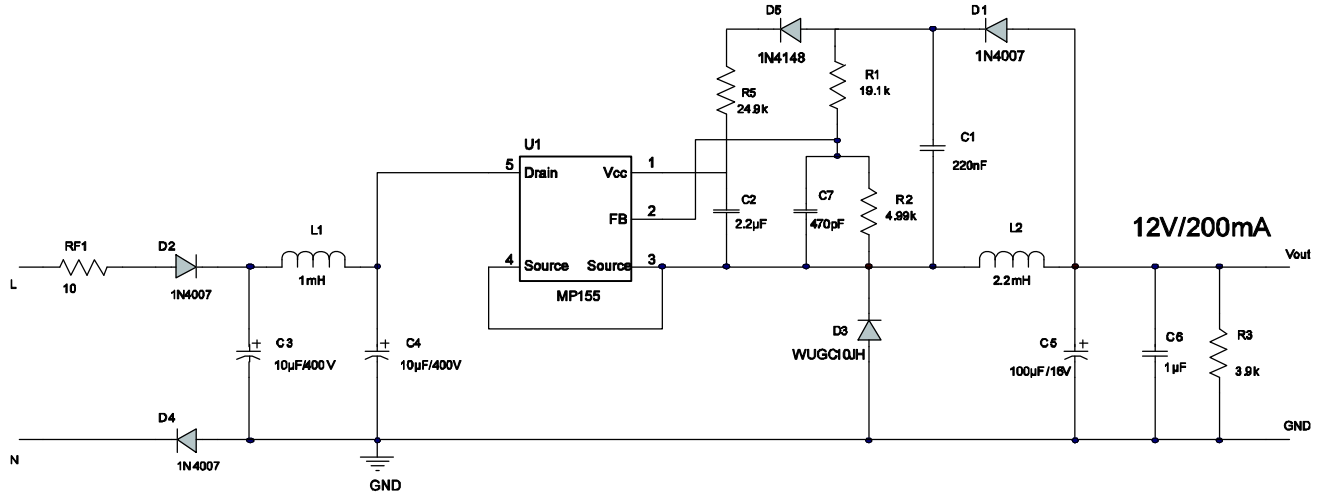 D5
1N4148
D1
1N4007
R1
19.1k
R5
24.9k
C1
220nF
U1
5
Drain
Vcc
1
FB
2
4
Source
Source
3
MP155
C2
2.2µF
C7
470pF
R2
4.99k
12V/200mA
L2
2.2mH
Vout
RF1
10
L
D2
1N4007
L1
1mH
C3
10µF/400V
C4
10µF/400V
D3
WUGC10JH
C5
100µF/16V
C6
1µF
R3
3.9k
D4
1N4007
N
GND
GND